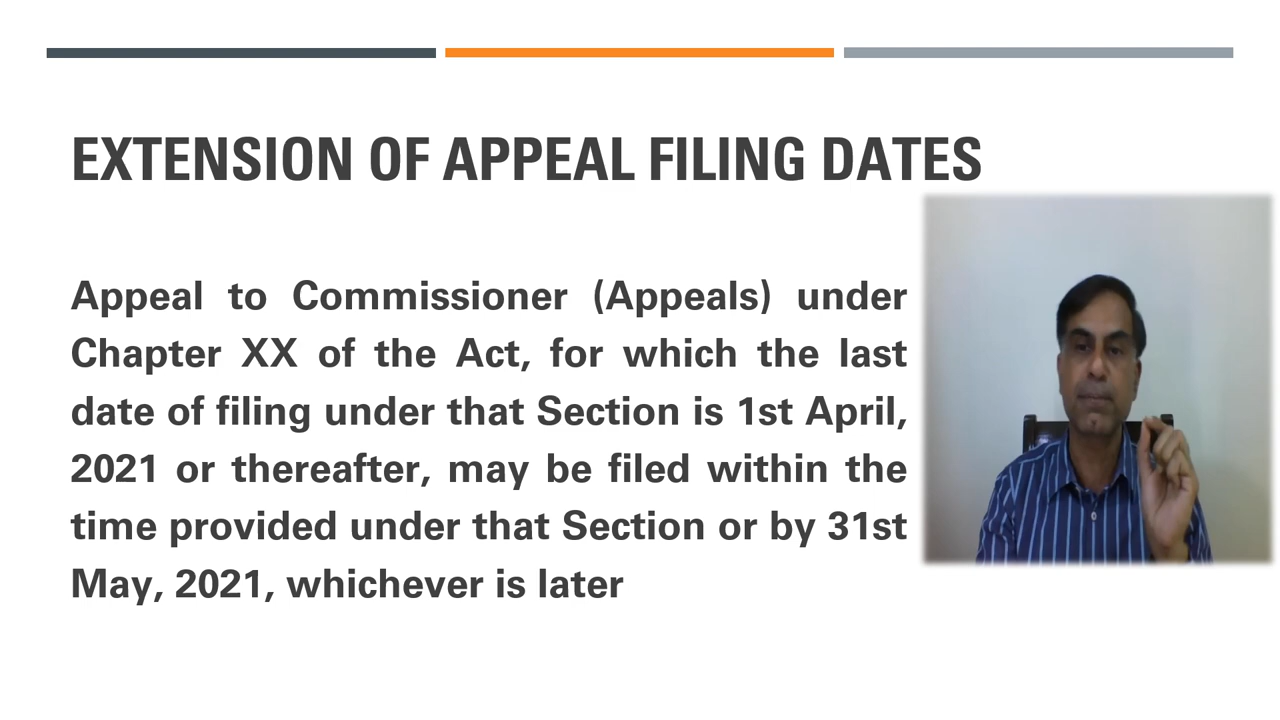 EXTENSION OF APPEAL FILING DATES
Appeal to Commissioner (Appeals) under
Chapter XX of the Act, for which the last
date of filing under that Section is 1st April,
2021 or thereafter, may be filed within the
time provided under that Section or by 31st
May, 2021, whichever is later